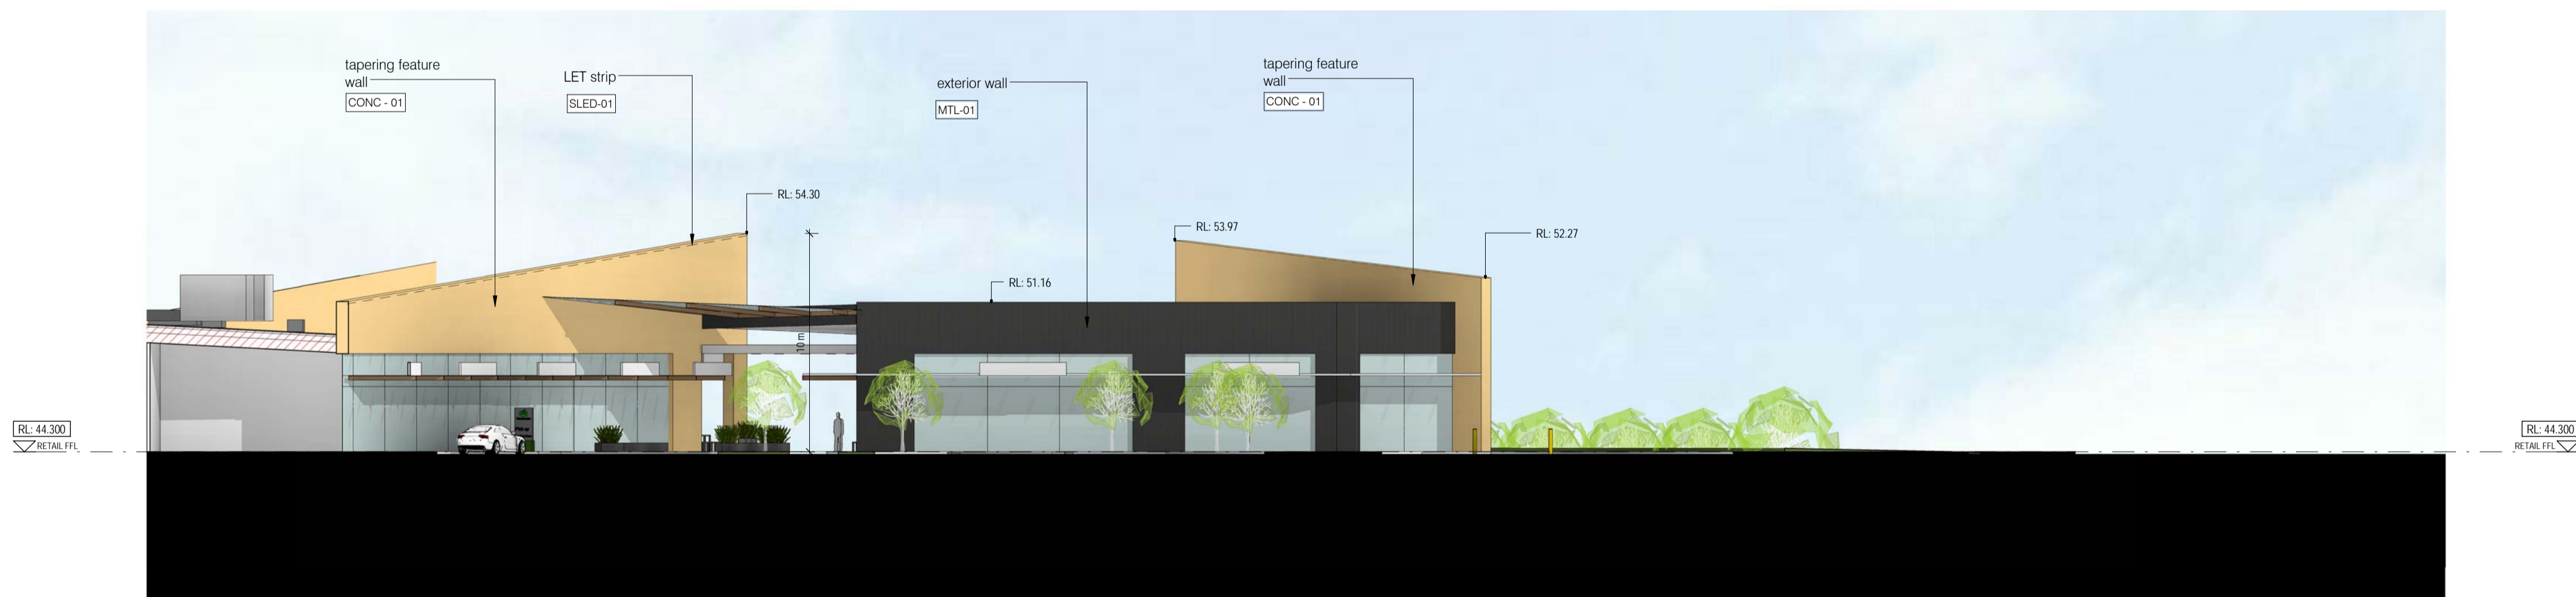 tapering feature
wall
CONC - 01
LET strip
SLED-01
exterior wall
MTL-01
tapering feature
wall
CONC - 01
RL: 54.30
RL: 53.97
RL: 52.27
RL: 51.16
10 m
Pick up
RL: 44.300
RETAIL FFL
RL: 44.300
RETAIL FFL